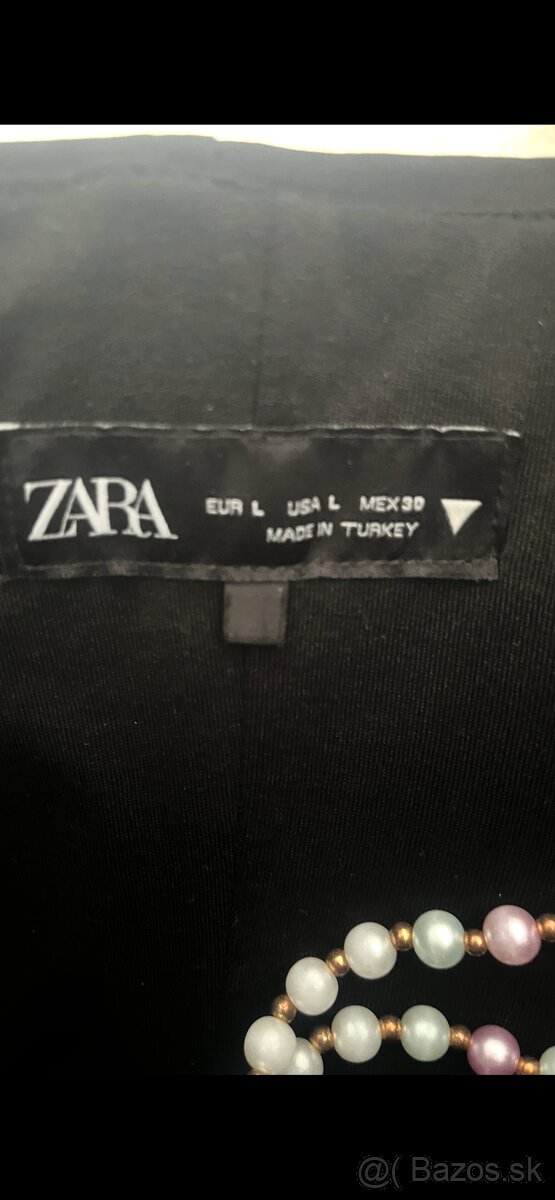 ZARA
EUR L USA L MEX 30
MADE IN TURKEY
@( Bazos.sk